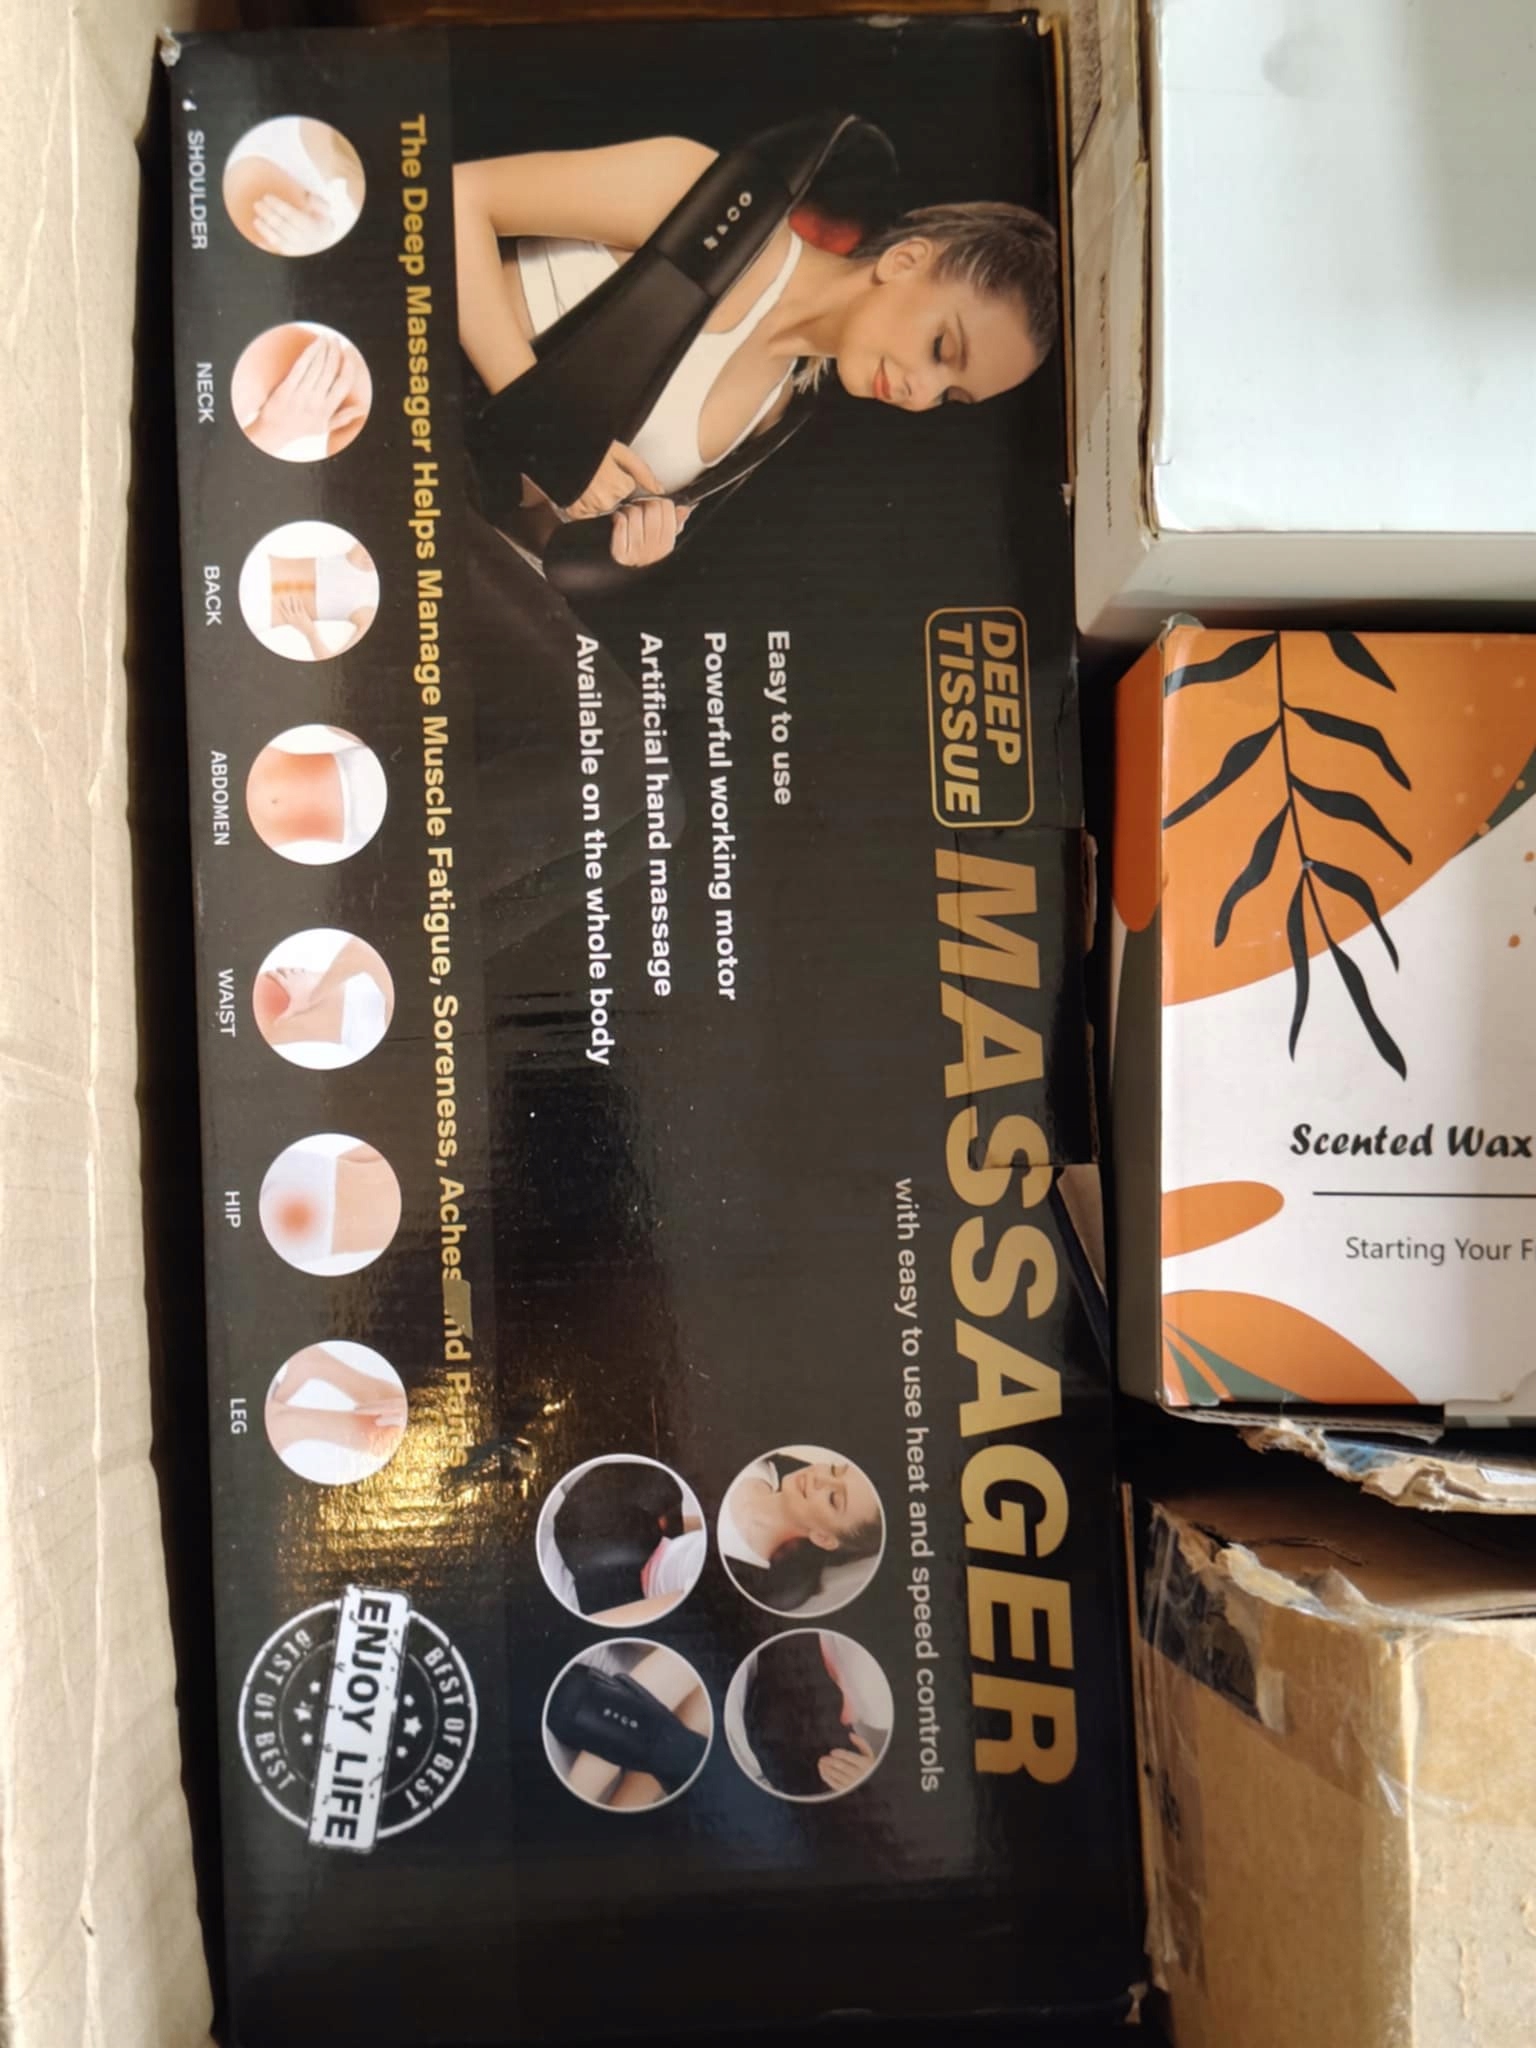 DEEP
TISSUE
MASSAGER
with easy to use heat and speed controls
Easy to use
Powerful working motor
Artificial hand massage
Available on the whole body
The Deep Massager Helps Manage Muscle Fatigue, Soreness, Aches
SHOULDER
NECK
BACK
ABDOMEN
WAIST
HIP
LEG
BEST OF BEST
ENJOY LIFE
BEST OF BEST
Scented Wax
Starting Your